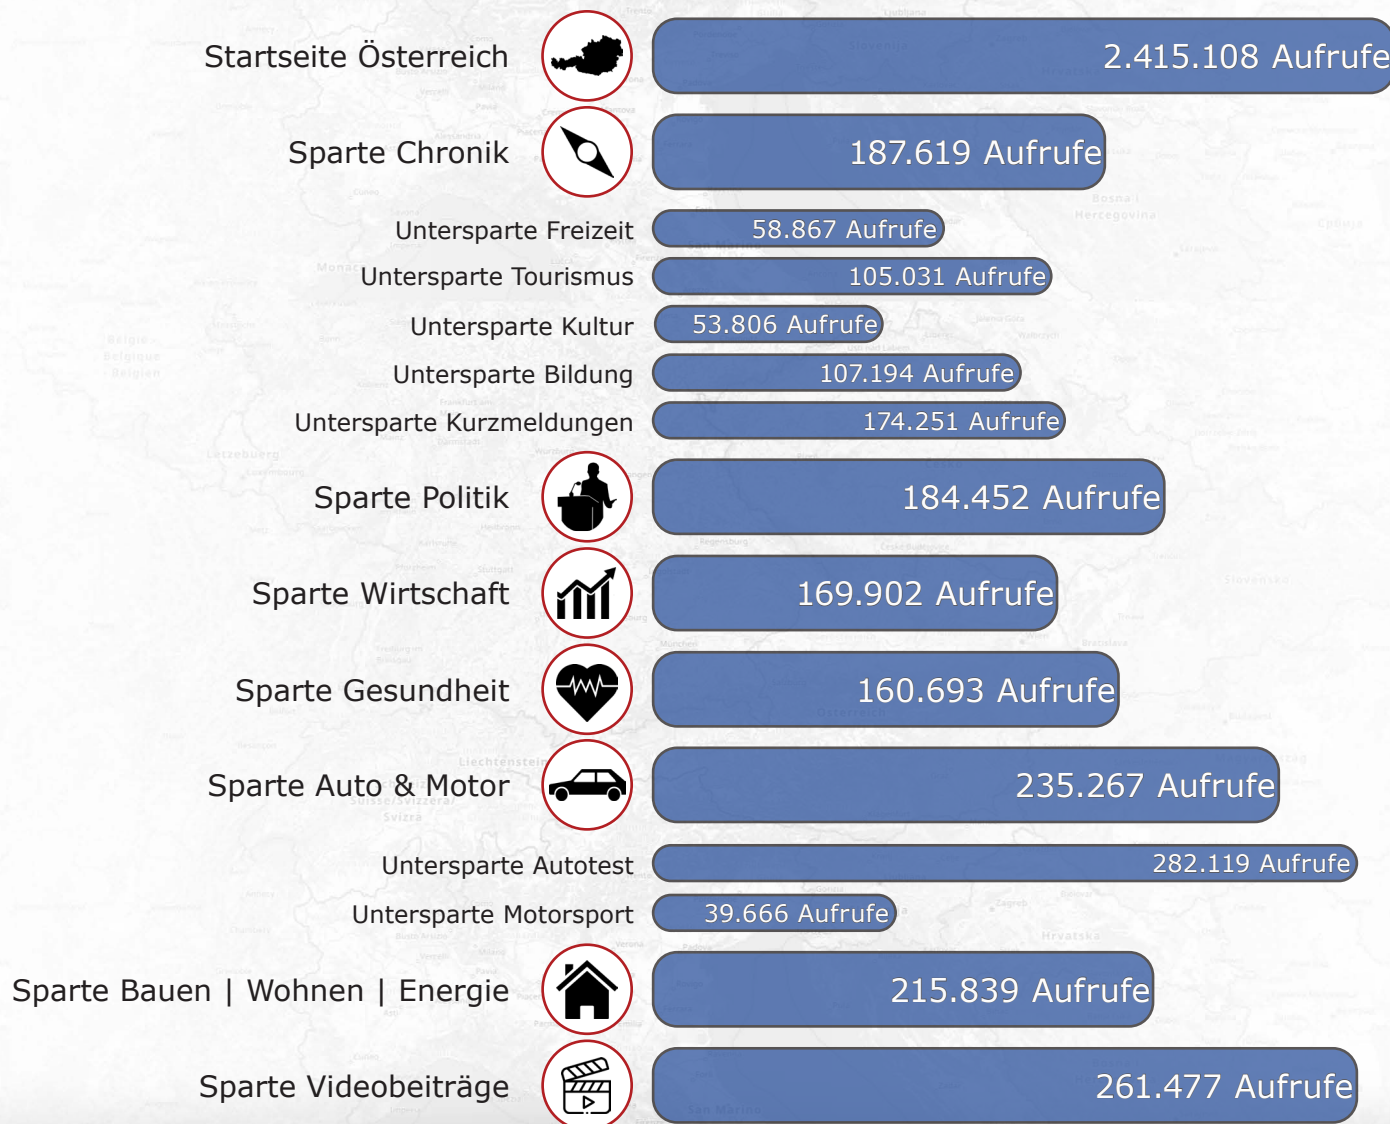 Startseite Österreich 2.415.108 Aufrufe
Sparte Chronik 187.619 Aufrufe
Untersparte Freizeit 58.867 Aufrufe
Untersparte Tourismus 105.031 Aufrufe
Untersparte Kultur 53.806 Aufrufe
Untersparte Bildung 107.194 Aufrufe
Untersparte Kurzmeldungen 174.251 Aufrufe
Sparte Politik 184.452 Aufrufe
Sparte Wirtschaft 169.902 Aufrufe
Sparte Gesundheit 160.693 Aufrufe
Sparte Auto & Motor 235.267 Aufrufe
Untersparte Autotest 282.119 Aufrufe
Untersparte Motorsport 39.666 Aufrufe
Sparte Bauen | Wohnen | Energie 215.839 Aufrufe
Sparte Videobeiträge 261.477 Aufrufe